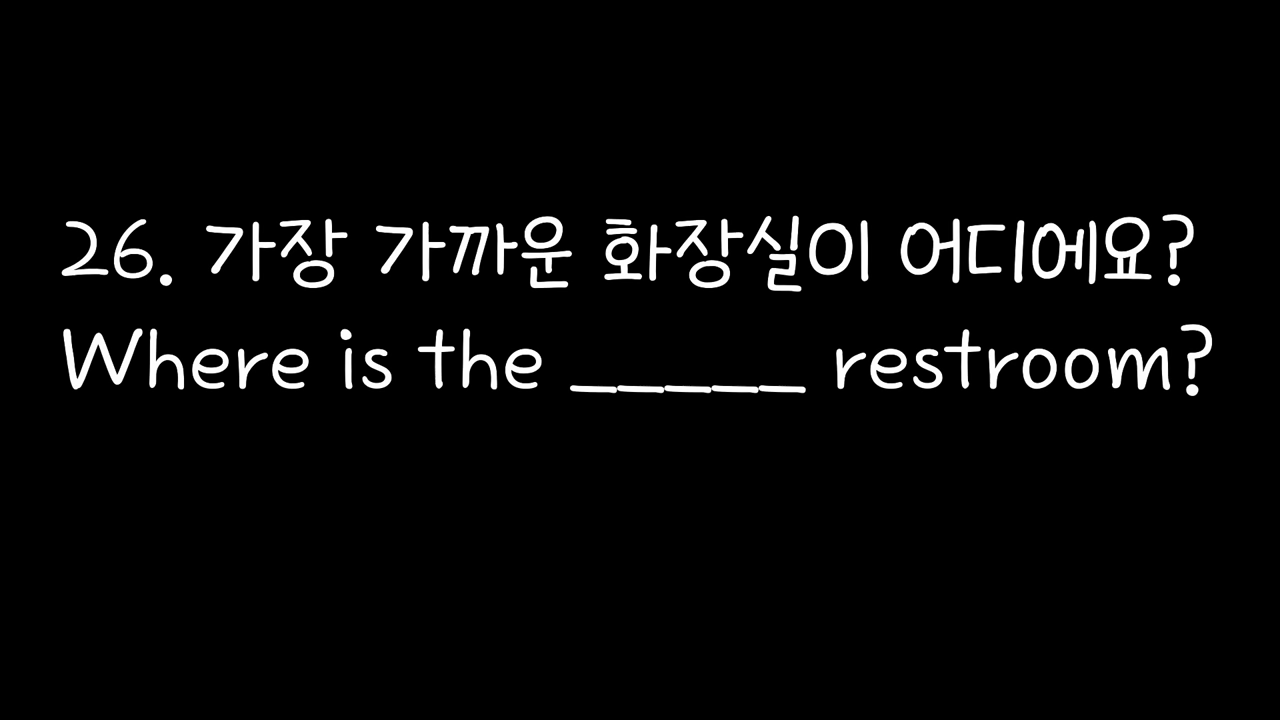 26. 가장 가까운 화장실이 어디에요?
Where is the _____ restroom?